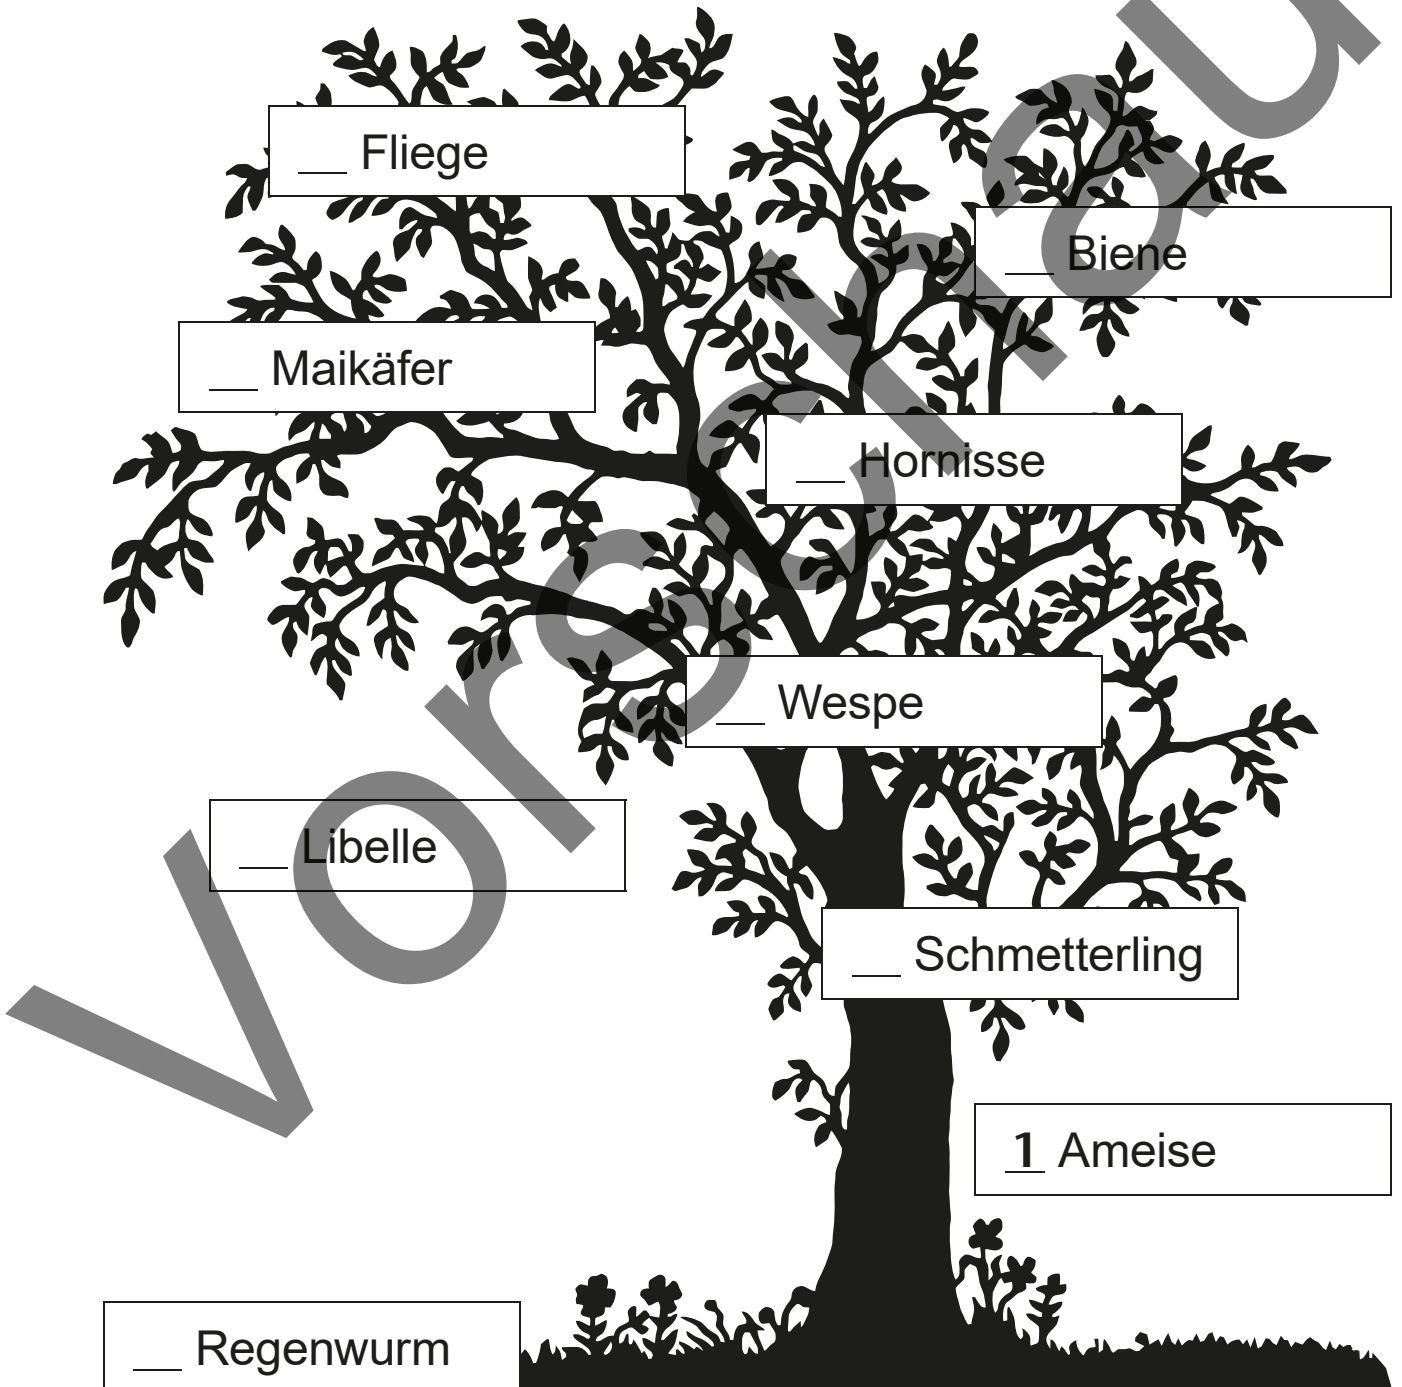 __ Fliege
__ Biene
__ Maikäfer
__ Hornisse
__ Wespe
__ Libelle
__ Schmetterling
1 Ameise
__ Regenwurm
Vorschau